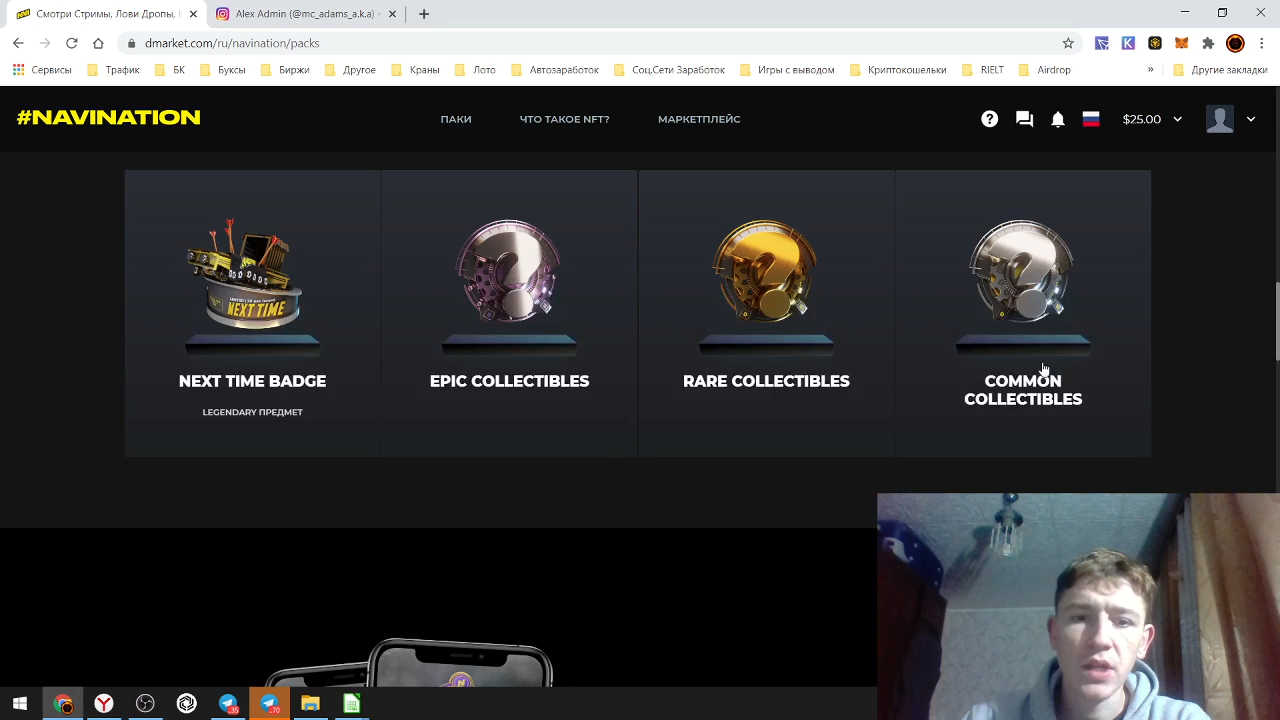 Смотри Стримы, Лови Дропы,
Alex Admin (@mc_adams_a.k.a)
dmarket.com/ru/navination/packs
Сервисы Трафик БК Буксы Биржи Другое Краны Лото Автозаработок Соц.Сети Заработок Игры с выводом Криптокошельки RIELT Airdrop » Другие закладки
#NAVINATION ПАКИ ЧТО ТАКОЕ NFT? МАРКЕТПЛЕЙС $25.00
NEXT TIME
NEXT TIME BADGE
LEGENDARY ПРЕДМЕТ
EPIC COLLECTIBLES
RARE COLLECTIBLES
COMMON
COLLECTIBLES
35
70